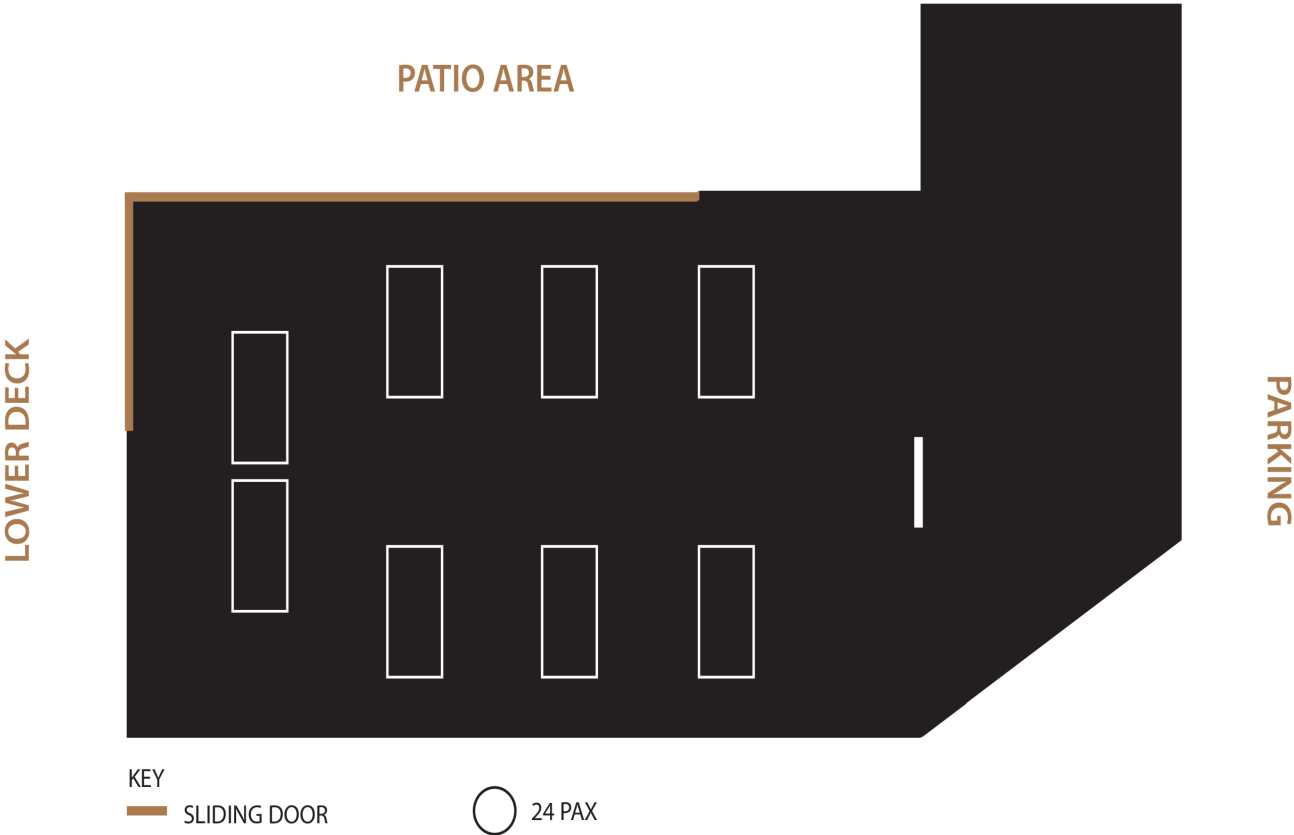 PATIO AREA
LOWER DECK
PARKING
KEY
SLIDING DOOR
24 PAX